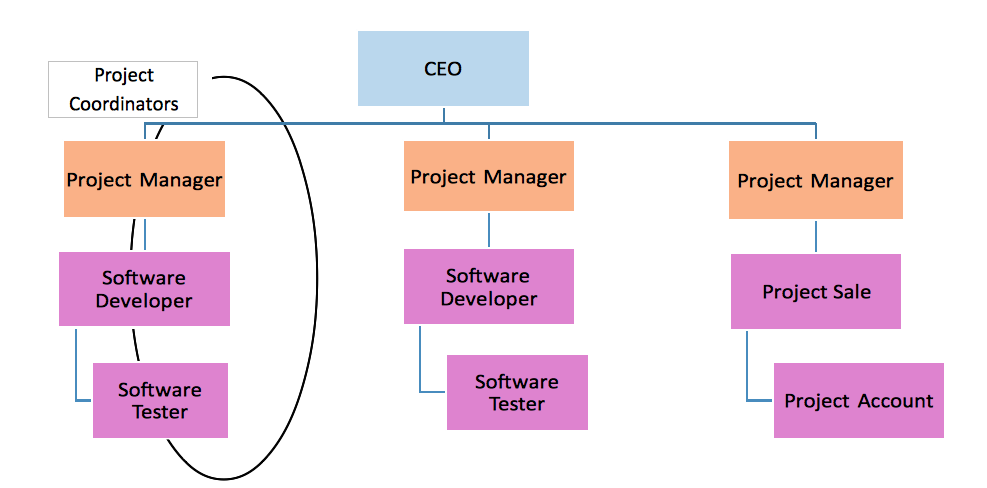 CEO
Project
Coordinators
Project Manager
Project Manager
Project Manager
Software
Developer
Software
Developer
Project Sale
Software
Tester
Software
Tester
Project Account